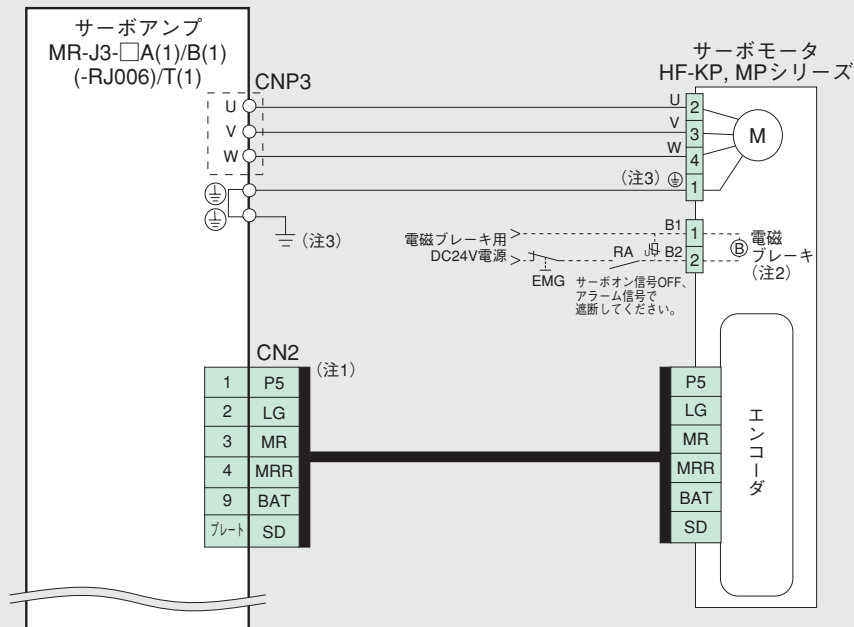 サーボアンプ
MR-J3-□A(1)/B(1)
(-RJ006)/T(1)
CNP3
U
V
W
(注3)
サーボモータ
HF-KP, MPシリーズ
U
2
V
3
W
4
(注3)
1
M
電磁ブレーキ用
DC24V電源
EMG
RA
U
B1
1
B2
2
サーボオン信号OFF、
アラーム信号で
遮断してください。
B
電磁
ブレーキ
(注2)
CN2
(注1)
1 P5
2 LG
3 MR
4 MRR
9 BAT
プレート SD
P5
LG
MR
MRR
BAT
SD
エンコーダ